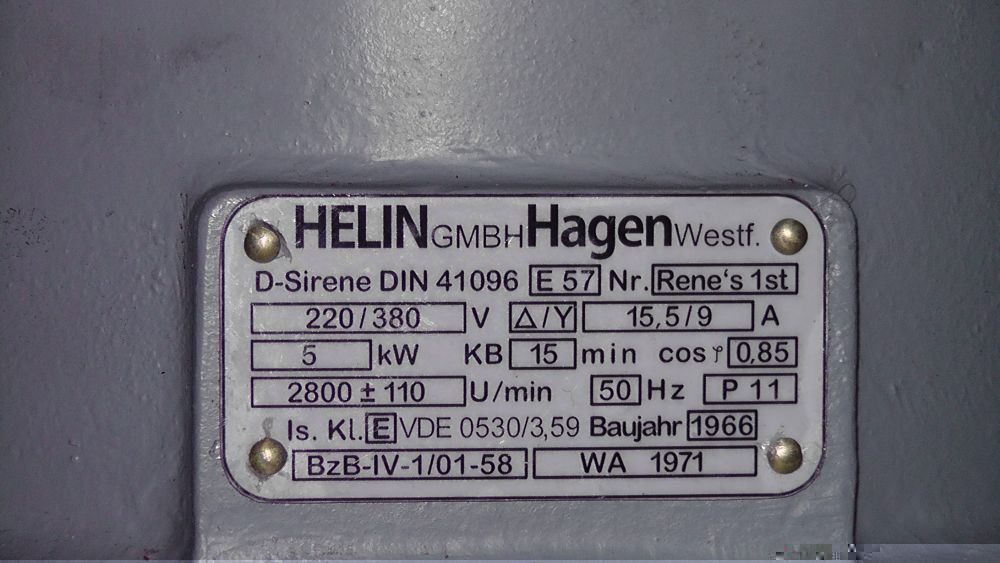 HELIN GMBH Hagen Westf.
D-Sirene DIN 41096 E 57 Nr. Rene's 1st
220/380 V △/Y 15,5/9 A
5 kW KB 15 min cos φ 0,85
2800 ± 110 U/min 50 Hz P 11
Is. Kl. E VDE 0530/3,59 Baujahr 1966
BzB-IV-1/01-58 WA 1971